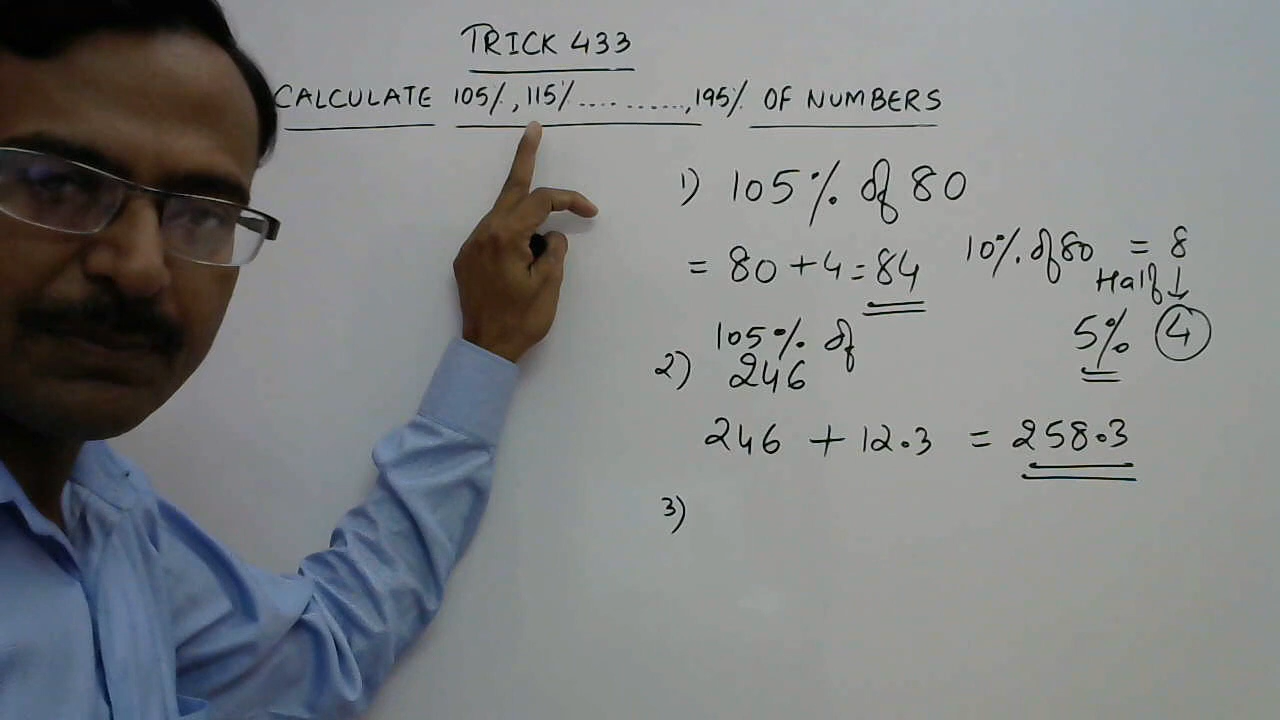 TRICK 433
CALCULATE 105%, 115%.............,195% OF NUMBERS
1) 105% of 80
= 80 + 4 = 84
10% of 80 = 8
Half ↓
5% 4
2) 105% of
246
246 + 12.3 = 258.3
3)